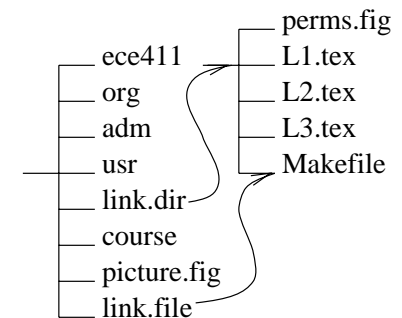 ece411
org
adm
usr
link.dir
course
picture.fig
link.file
perms.fig
L1.tex
L2.tex
L3.tex
Makefile